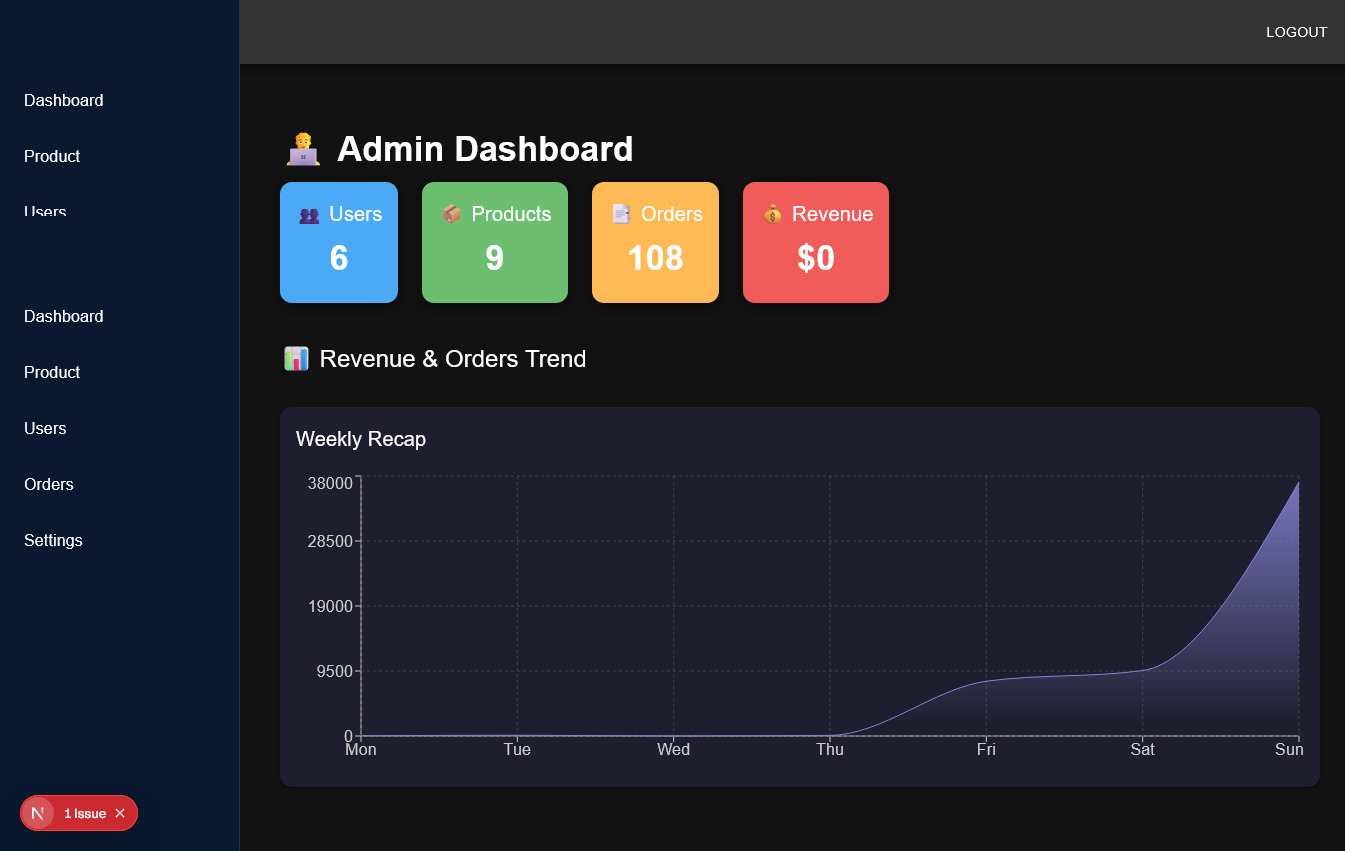 LOGOUT
Dashboard
Product
Users
Dashboard
Product
Users
Orders
Settings
N 1 Issue ×
Admin Dashboard
Users
6
Products
9
Orders
108
Revenue
$0
Revenue & Orders Trend
Weekly Recap
38000
28500
19000
9500
0
Mon Tue Wed Thu Fri Sat Sun